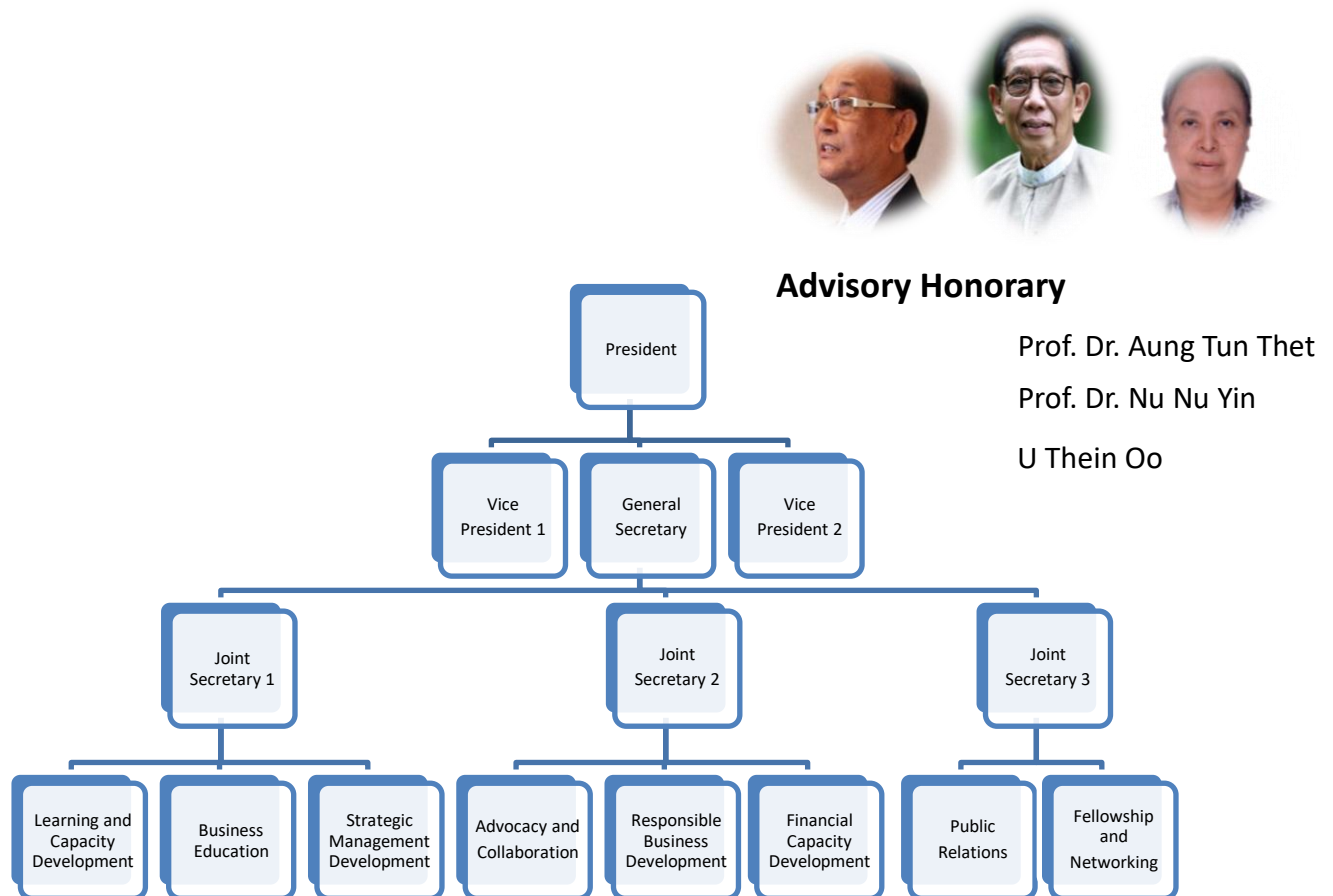 Advisory Honorary
Prof. Dr. Aung Tun Thet
Prof. Dr. Nu Nu Yin
U Thein Oo
President
Vice
President 1
General
Secretary
Vice
President 2
Joint
Secretary 1
Joint
Secretary 2
Joint
Secretary 3
Learning and
Capacity
Development
Business
Education
Strategic
Management
Development
Advocacy and
Collaboration
Responsible
Business
Development
Financial
Capacity
Development
Public
Relations
Fellowship
and
Networking